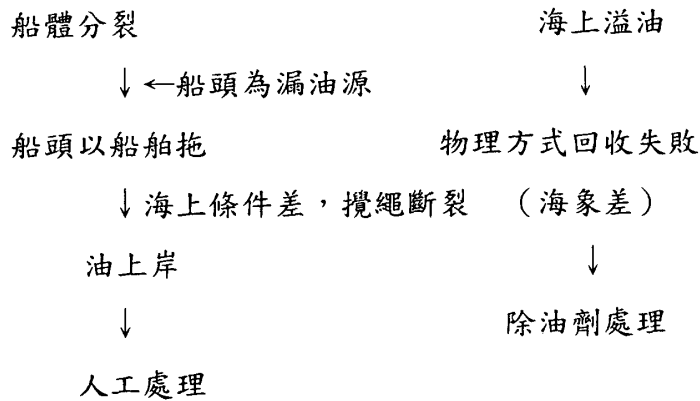 船體分裂
↓←船頭為漏油源
船頭以船舶拖
↓海上條件差，攪繩斷裂
油上岸
↓
人工處理
海上溢油
↓
物理方式回收失敗
（海象差）
↓
除油劑處理